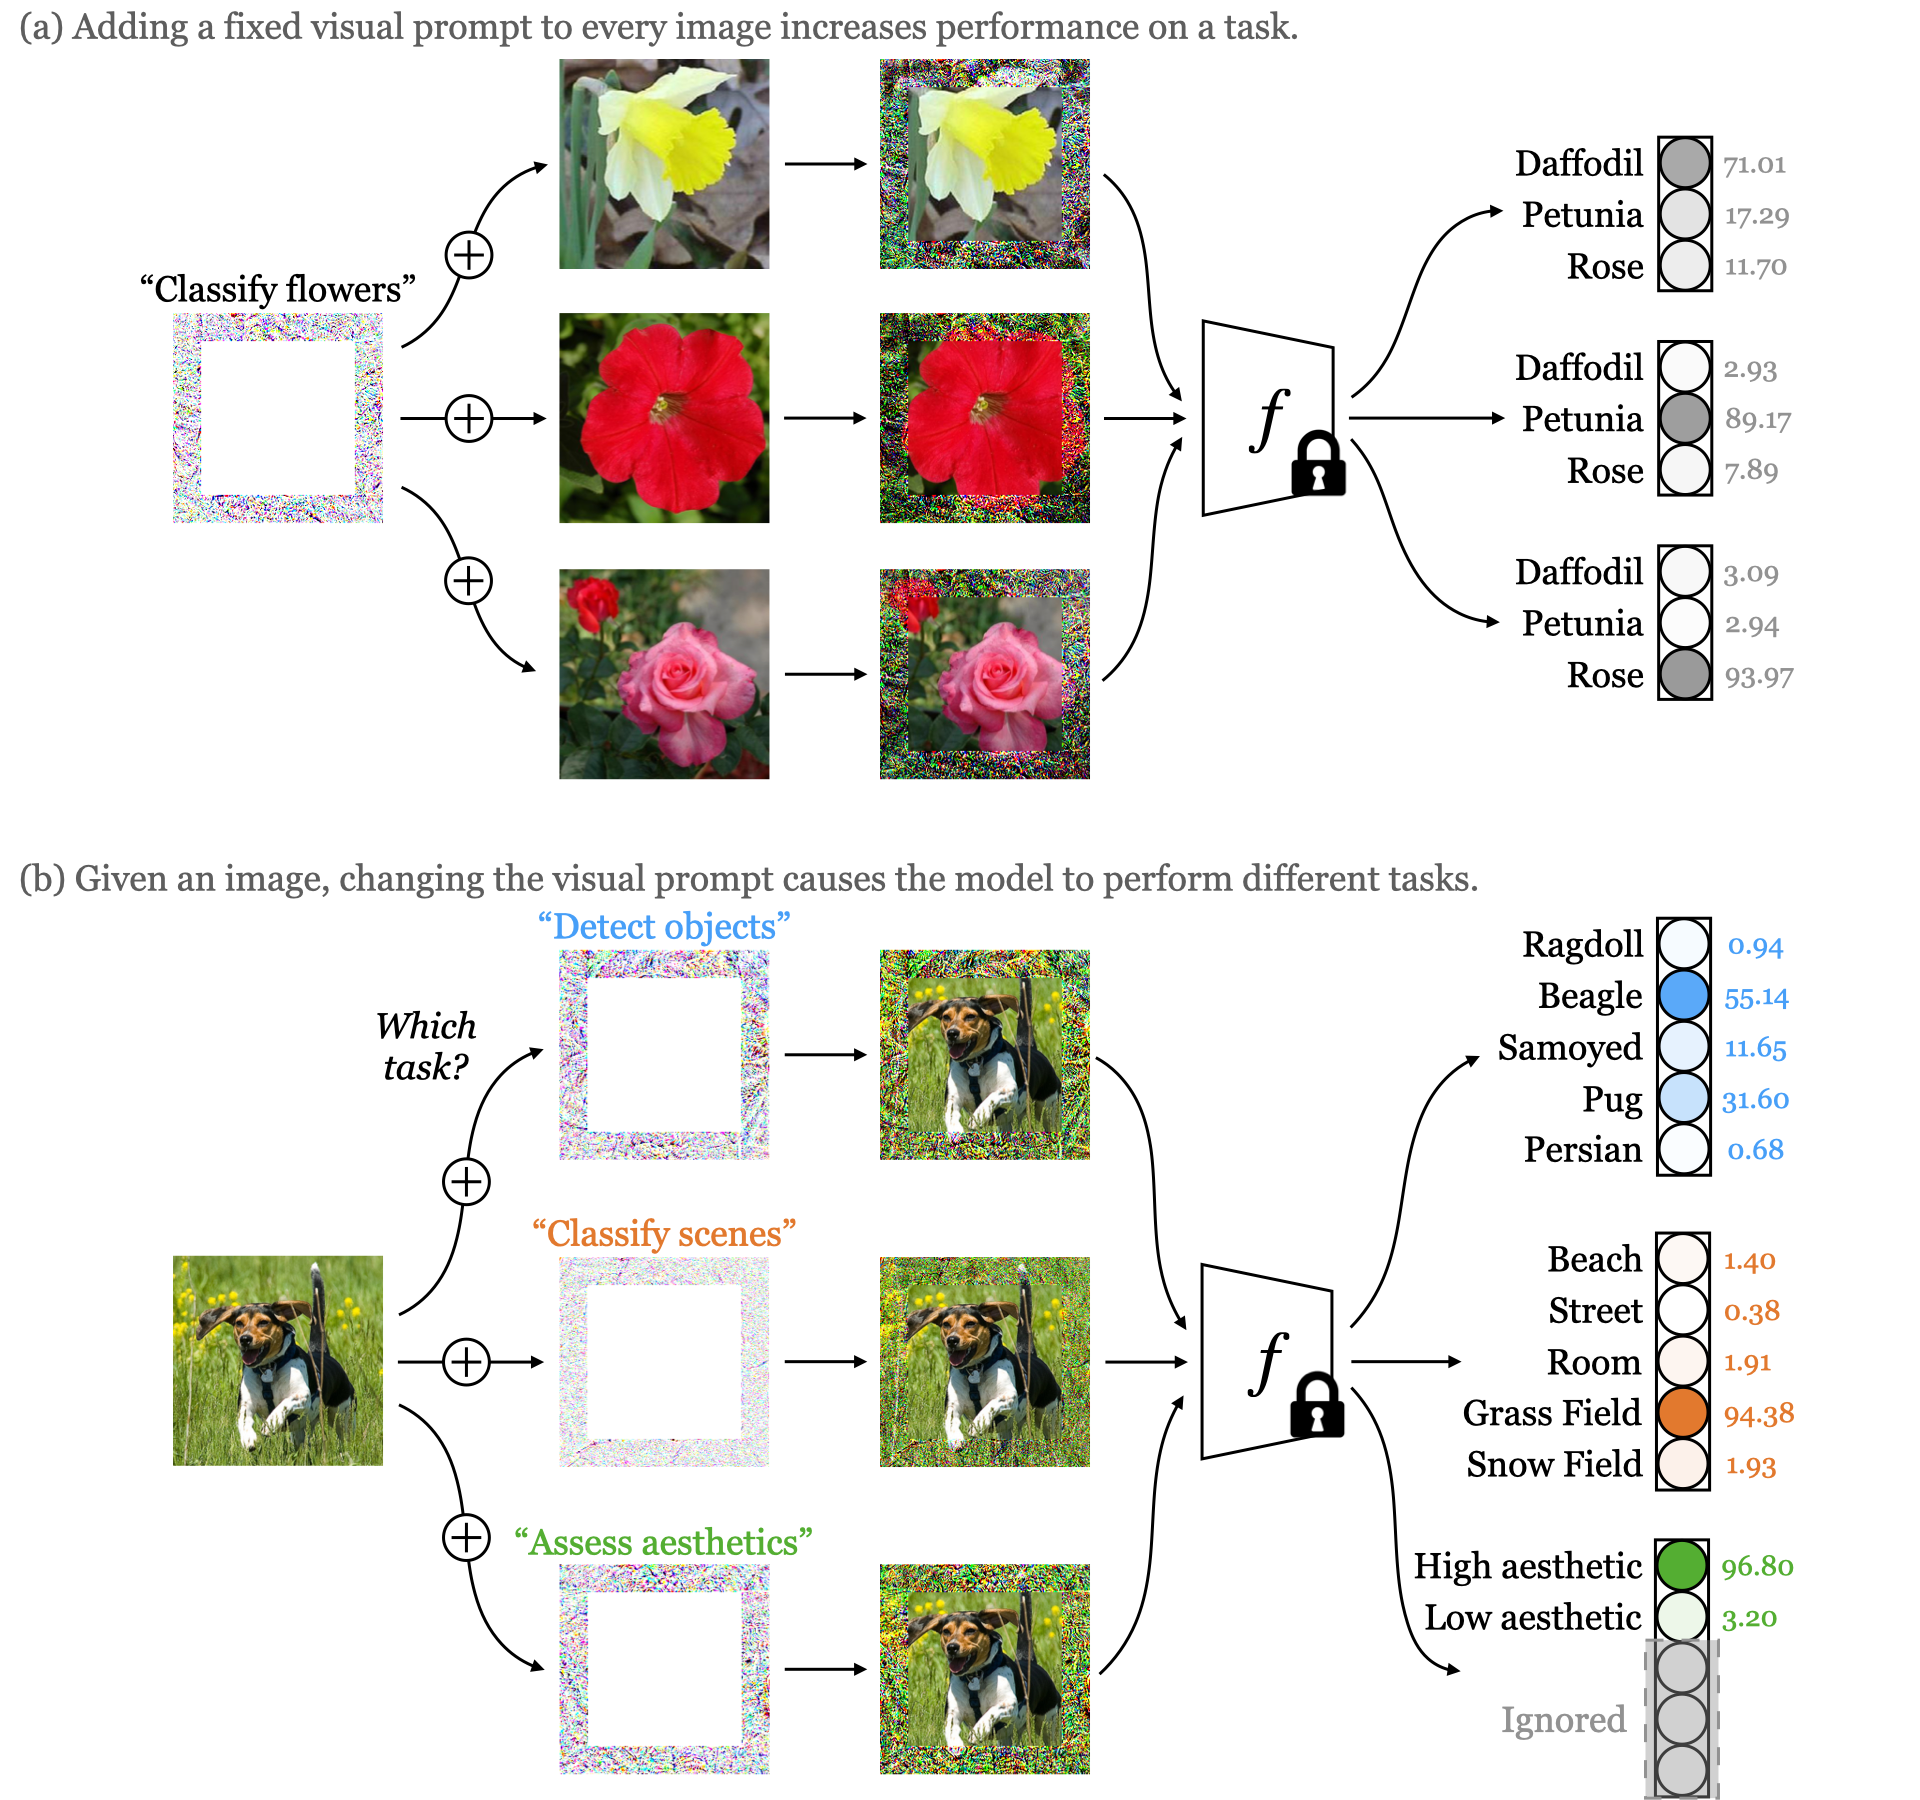 (a) Adding a fixed visual prompt to every image increases performance on a task.
“Classify flowers”
f
Daffodil 71.01
Petunia 17.29
Rose 11.70
Daffodil 2.93
Petunia 89.17
Rose 7.89
Daffodil 3.09
Petunia 2.94
Rose 93.97
(b) Given an image, changing the visual prompt causes the model to perform different tasks.
Which
task?
“Detect objects”
“Classify scenes”
“Assess aesthetics”
f
Ragdoll 0.94
Beagle 55.14
Samoyed 11.65
Pug 31.60
Persian 0.68
Beach 1.40
Street 0.38
Room 1.91
Grass Field 94.38
Snow Field 1.93
High aesthetic 96.80
Low aesthetic 3.20
Ignored